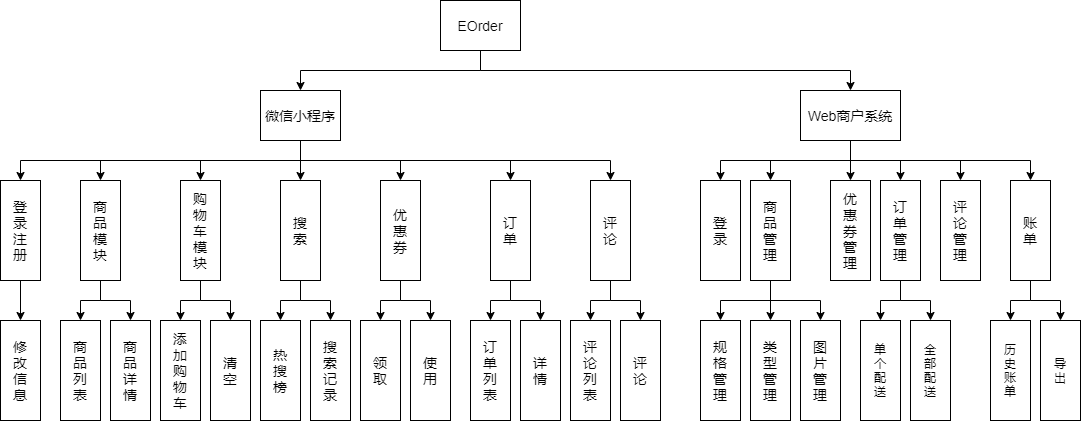 EOrder
微信小程序
Web商户系统
登录注册
商品模块
购物车模块
搜索
优惠券
订单
评论
登录
商品管理
优惠券管理
订单管理
评论管理
账单
修改信息
商品列表
商品详情
添加购物车
清空
热搜榜
搜索记录
领取
使用
订单列表
详情
评论列表
评论
规格管理
类型管理
图片管理
单个配送
全部配送
历史账单
导出